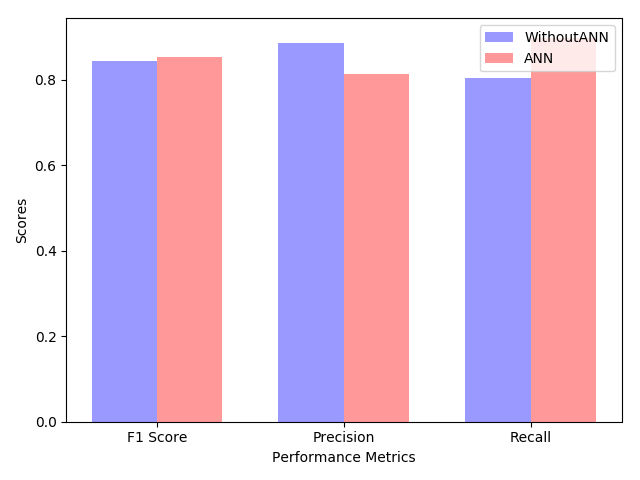 WithoutANN
ANN
0.8
0.6
0.4
0.2
0.0
Scores
F1 Score
Precision
Recall
Performance Metrics